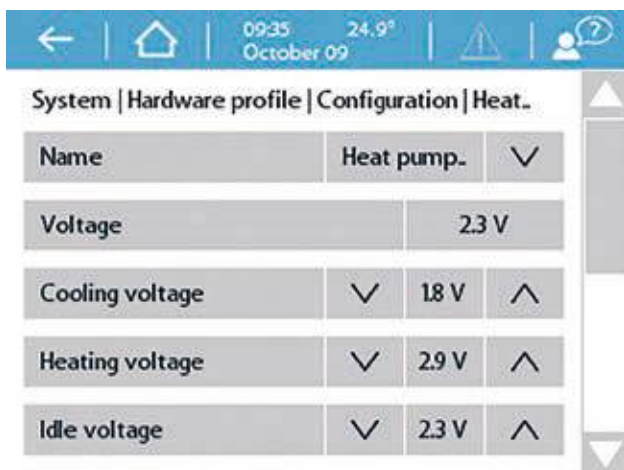 09:35 24.9°
October 09
System | Hardware profile | Configuration | Heat..
Name Heat pump..
Voltage 2.3 V
Cooling voltage 1.8 V
Heating voltage 2.9 V
Idle voltage 2.3 V